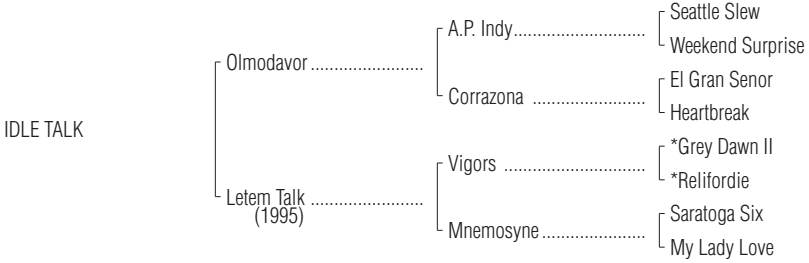 Seattle Slew
A.P. Indy............................
Weekend Surprise
Olmodavor........................
El Gran Senor
Corrazona ........................
Heartbreak
IDLE TALK
*Grey Dawn II
Vigors ..............................
*Relifordie
Letem Talk ........................
(1995)
Saratoga Six
Mnemosyne......................
My Lady Love